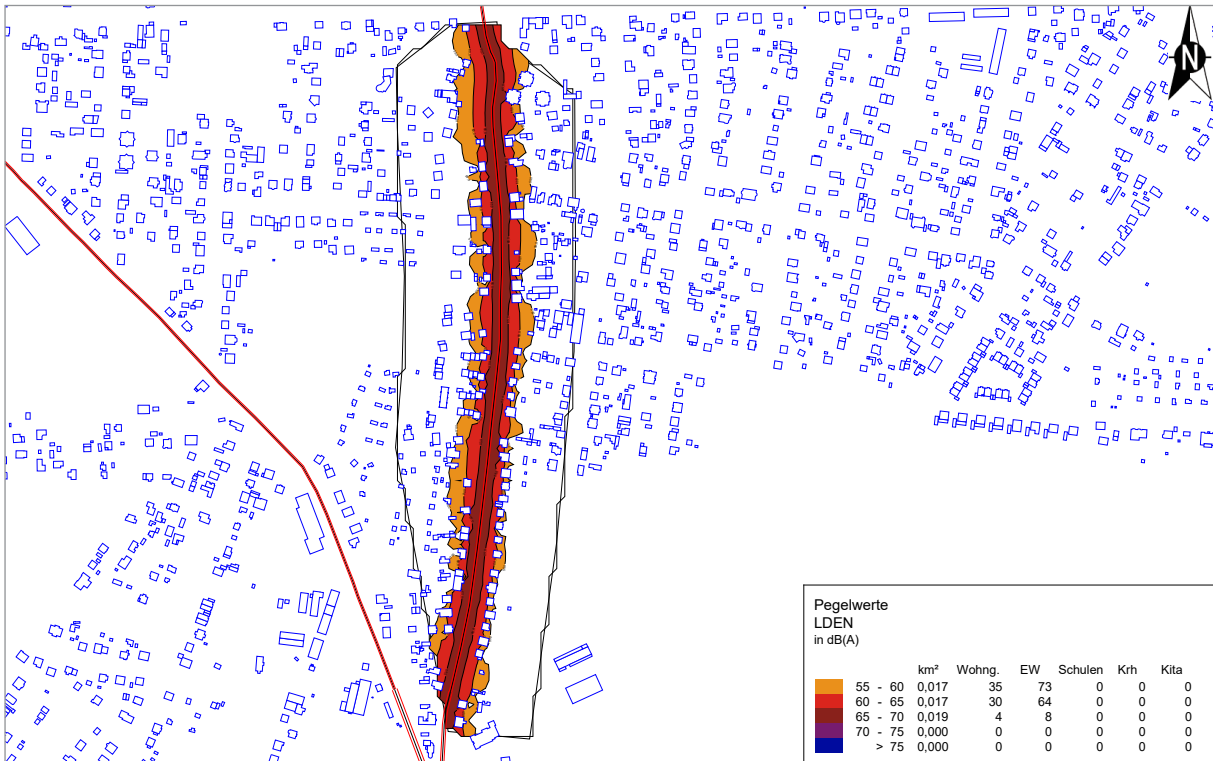 N
Pegelwerte
LDEN
in dB(A)
km² Wohng. EW Schulen Krh Kita
55 - 60 0,017 35 73 0 0 0
60 - 65 0,017 30 64 0 0 0
65 - 70 0,019 4 8 0 0 0
70 - 75 0,000 0 0 0 0 0
> 75 0,000 0 0 0 0 0